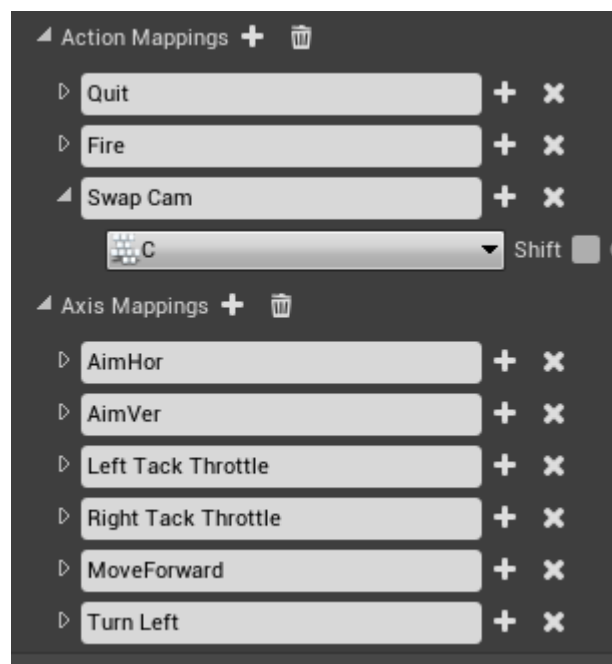 Action Mappings
Quit
Fire
Swap Cam
C Shift
Axis Mappings
AimHor
AimVer
Left Tack Throttle
Right Tack Throttle
MoveForward
Turn Left